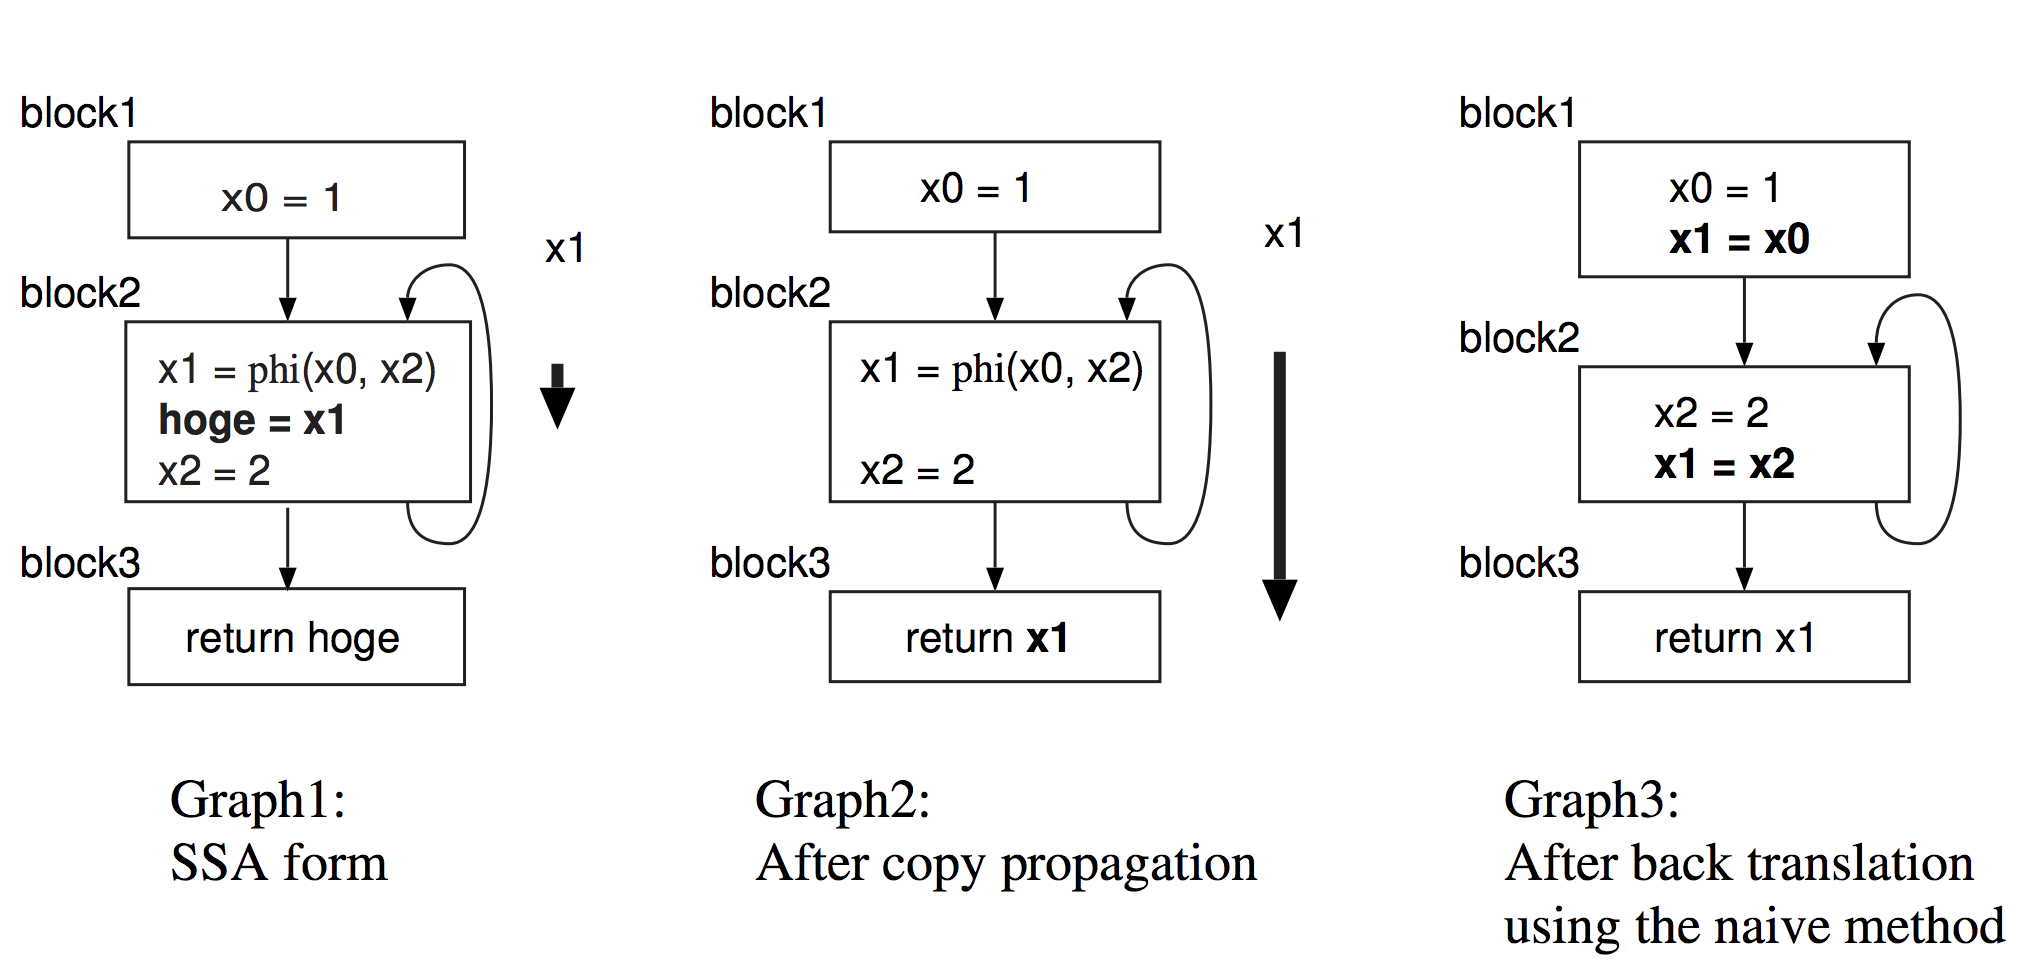 block1
x0 = 1
x1
block2
x1 = phi(x0, x2)
hoge = x1
x2 = 2
block3
return hoge
Graph1:
SSA form
block1
x0 = 1
x1
block2
x1 = phi(x0, x2)
x2 = 2
block3
return x1
Graph2:
After copy propagation
block1
x0 = 1
x1 = x0
block2
x2 = 2
x1 = x2
block3
return x1
Graph3:
After back translation
using the naive method